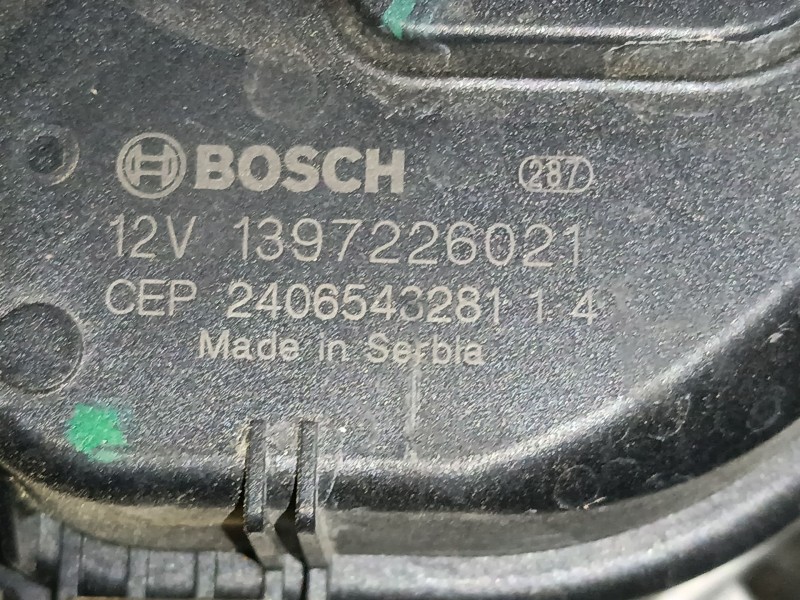 BOSCH 287
12V 1397226021
CEP 2406543281 1 4
Made in Serbia